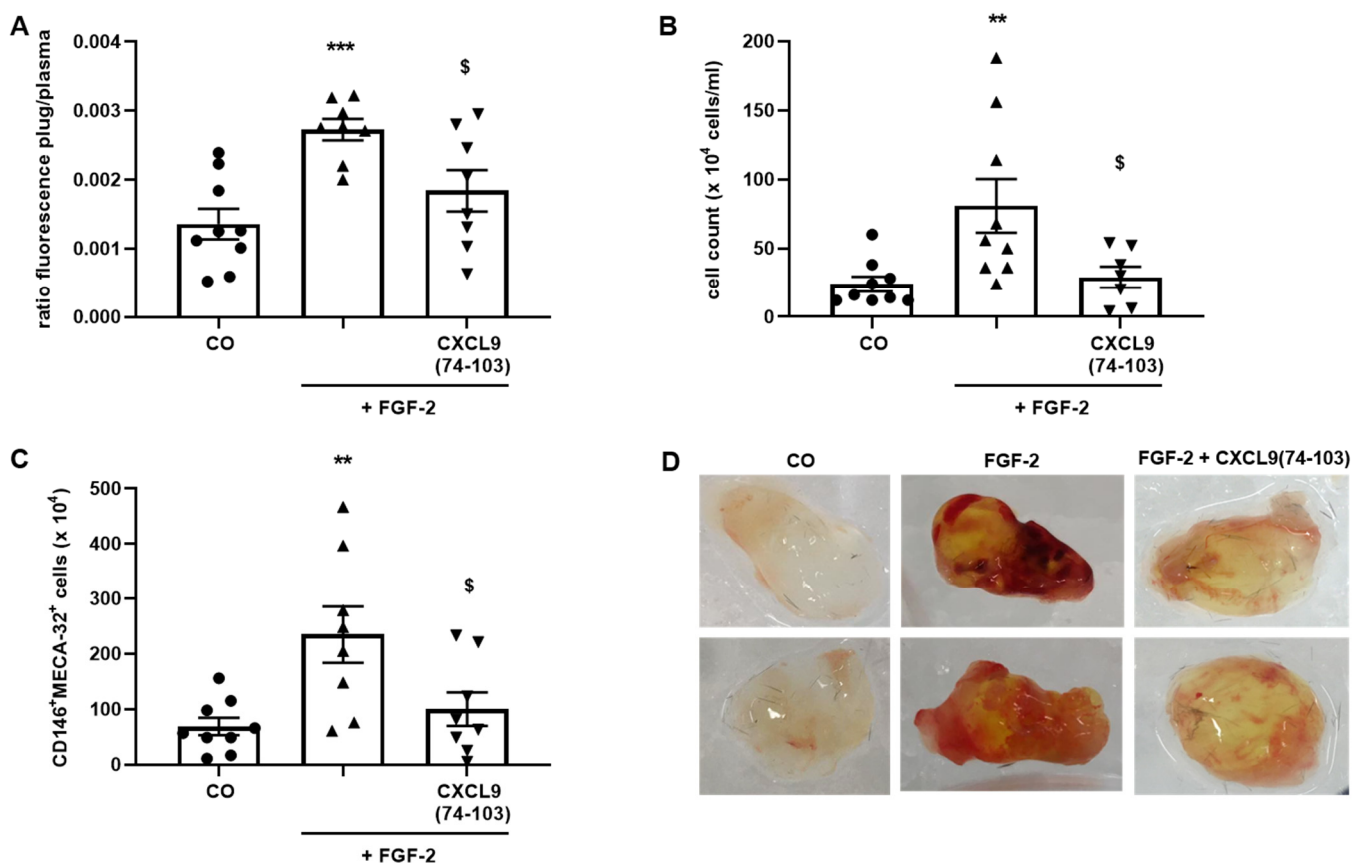 A
ratio fluorescence plug/plasma
0.004
0.003
0.002
0.001
0.000
***
$
CO
CXCL9
(74-103)
+ FGF-2
B
cell count (x 10⁴ cells/ml)
200
150
100
50
0
**
$
CO
CXCL9
(74-103)
+ FGF-2
C
CD146⁺MECA-32⁺ cells (x 10⁴)
500
400
300
200
100
0
**
$
CO
CXCL9
(74-103)
+ FGF-2
D
CO
FGF-2
FGF-2 + CXCL9(74-103)